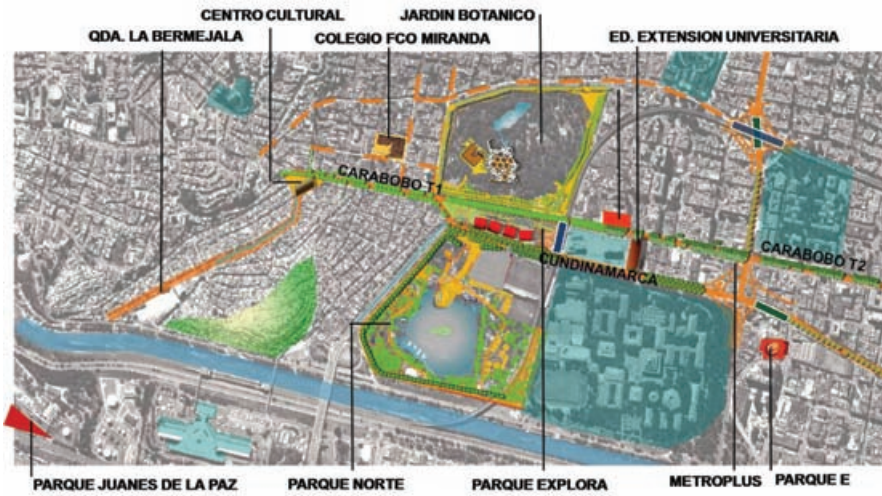 CENTRO CULTURAL
JARDIN BOTANICO
QDA. LA BERMEJALA
COLEGIO FCO MIRANDA
ED. EXTENSION UNIVERSITARIA
CARABOBO T1
CARABOBO T2
CUNDINAMARCA
PARQUE JUANES DE LA PAZ
PARQUE NORTE
PARQUE EXPLORA
METROPLUS
PARQUE E